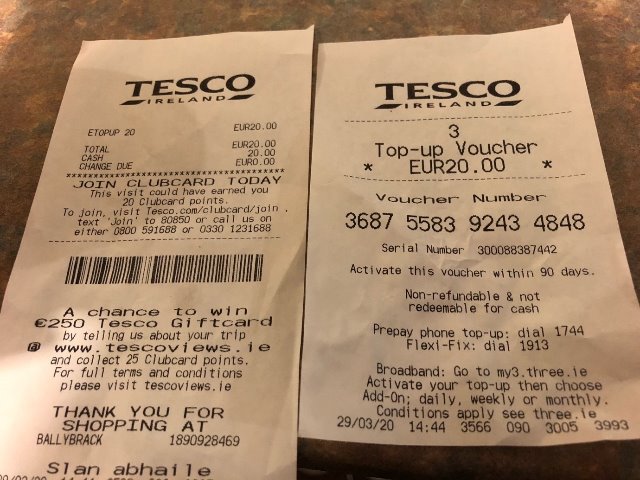 TESCO
IRELAND
ETOPUP 20 EUR20.00
TOTAL EUR20.00
CASH 20.00
CHANGE DUE EUR0.00
****************************************
JOIN CLUBCARD TODAY
This visit could have earned you
20 Clubcard points.
To join, visit Tesco.com/clubcard/join ,
text 'Join' to 80850 or call us on
either 0800 591688 or 0330 1231688
A chance to win
€250 Tesco Giftcard
by telling us about your trip
@ www.tescoviews.ie
and collect 25 Clubcard points.
For full terms and conditions
please visit tescoviews.ie
THANK YOU FOR
SHOPPING AT
BALLYBRACK 1890928469
Slan abhaile
TESCO
IRELAND
3
Top-up Voucher
* EUR20.00 *
Voucher Number
3687 5583 9243 4848
Serial Number 300088387442
Activate this voucher within 90 days.
Non-refundable & not
redeemable for cash
Prepay phone top-up: dial 1744
Flexi-Fix: dial 1913
Broadband: Go to my3.three.ie
Activate your top-up then choose
Add-On; daily, weekly or monthly.
Conditions apply see three.ie
29/03/20 14:44 3566 090 3005 3993